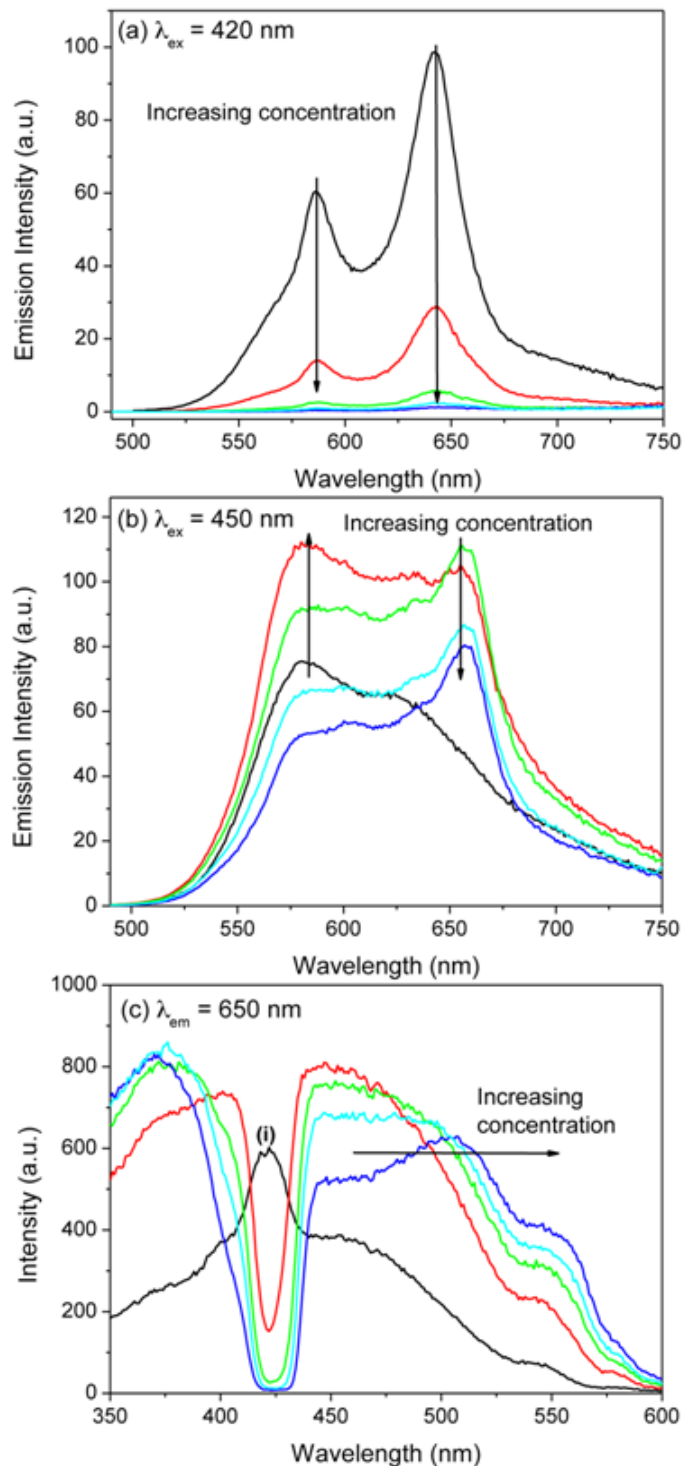 (a) λex = 420 nm
Increasing concentration
Emission Intensity (a.u.)
100
80
60
40
20
0
500 550 600 650 700 750
Wavelength (nm)
(b) λex = 450 nm
Increasing concentration
Emission Intensity (a.u.)
120
100
80
60
40
20
0
500 550 600 650 700 750
Wavelength (nm)
(c) λem = 650 nm
(i)
Increasing
concentration
Intensity (a.u.)
1000
800
600
400
200
0
350 400 450 500 550 600
Wavelength (nm)